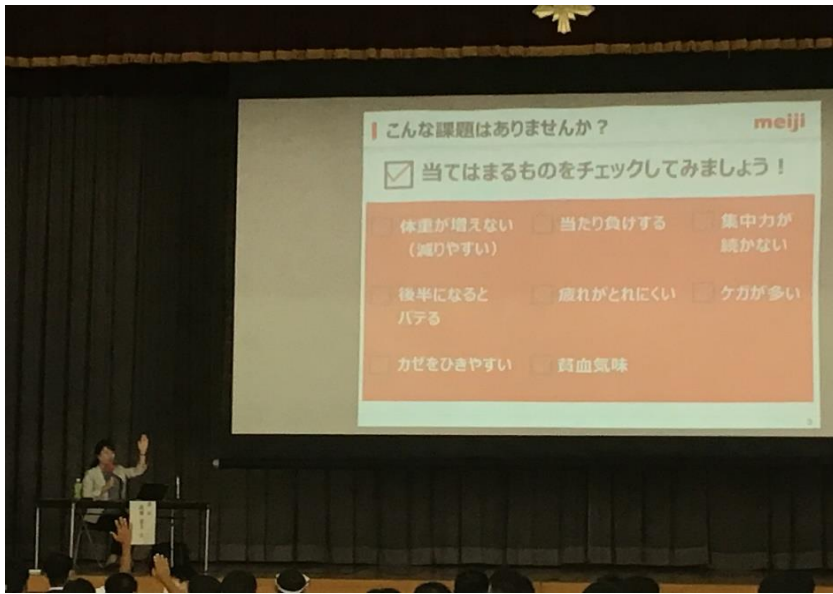 こんな課題はありませんか？
meiji
当てはまるものをチェックしてみましょう！
体重が増えない
（減りやすい）
当たり負けする
集中力が
続かない
後半になると
バテる
疲れがとれにくい
ケガが多い
カゼをひきやすい
貧血気味